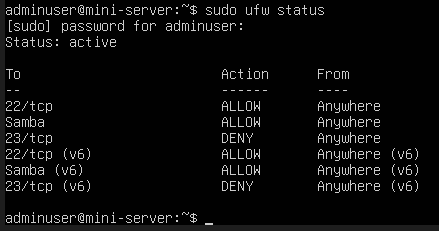 adminuser@mini-server:~$ sudo ufw status
[sudo] password for adminuser:
Status: active
To Action From
-- ------ ----
22/tcp ALLOW Anywhere
Samba ALLOW Anywhere
23/tcp DENY Anywhere
22/tcp (v6) ALLOW Anywhere (v6)
Samba (v6) ALLOW Anywhere (v6)
23/tcp (v6) DENY Anywhere (v6)
adminuser@mini-server:~$ _